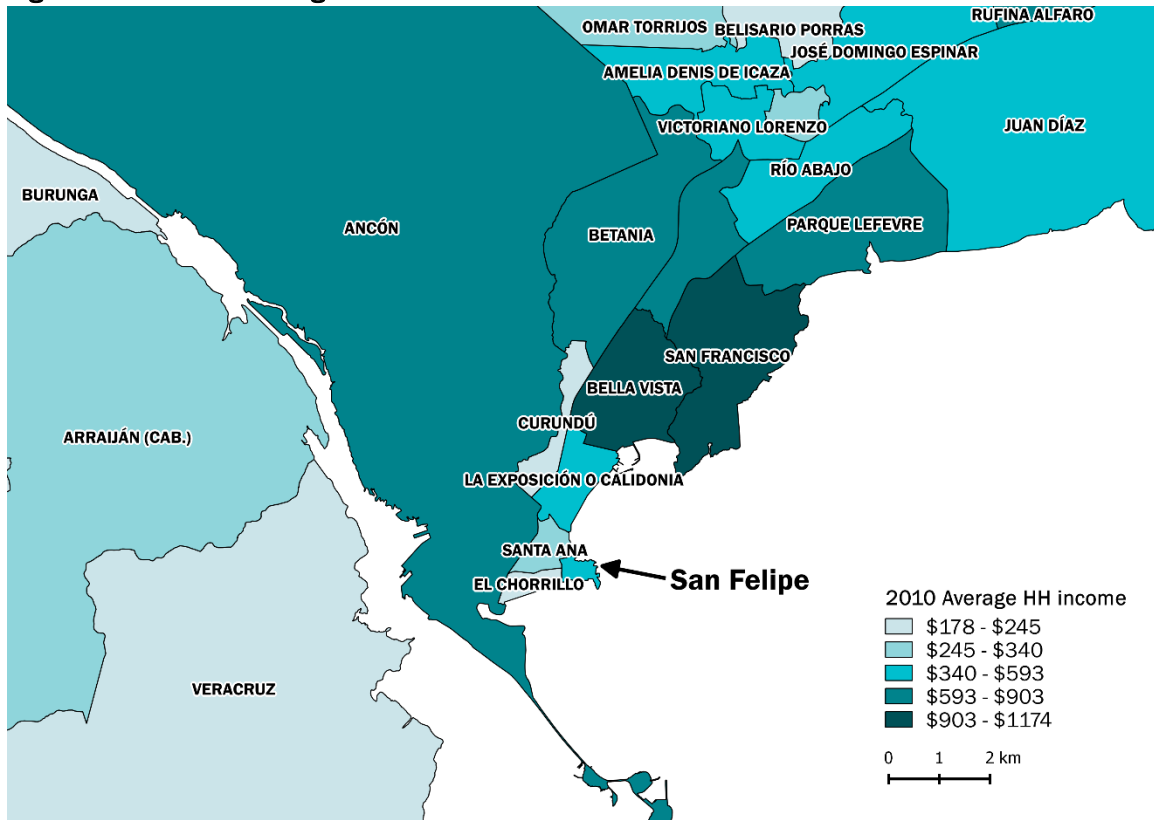 OMAR TORRIJOS
BELISARIO PORRAS
RUFINA ALFARO
JOSÉ DOMINGO ESPINAR
AMELIA DENIS DE ICAZA
VICTORIANO LORENZO
JUAN DÍAZ
RÍO ABAJO
BURUNGA
ANCÓN
BETANIA
PARQUE LEFEVRE
SAN FRANCISCO
BELLA VISTA
CURUNDÚ
ARRAIJÁN (CAB.)
LA EXPOSICIÓN O CALIDONIA
SANTA ANA
EL CHORRILLO
San Felipe
VERACRUZ
2010 Average HH income
$178 - $245
$245 - $340
$340 - $593
$593 - $903
$903 - $1174
0 1 2 km